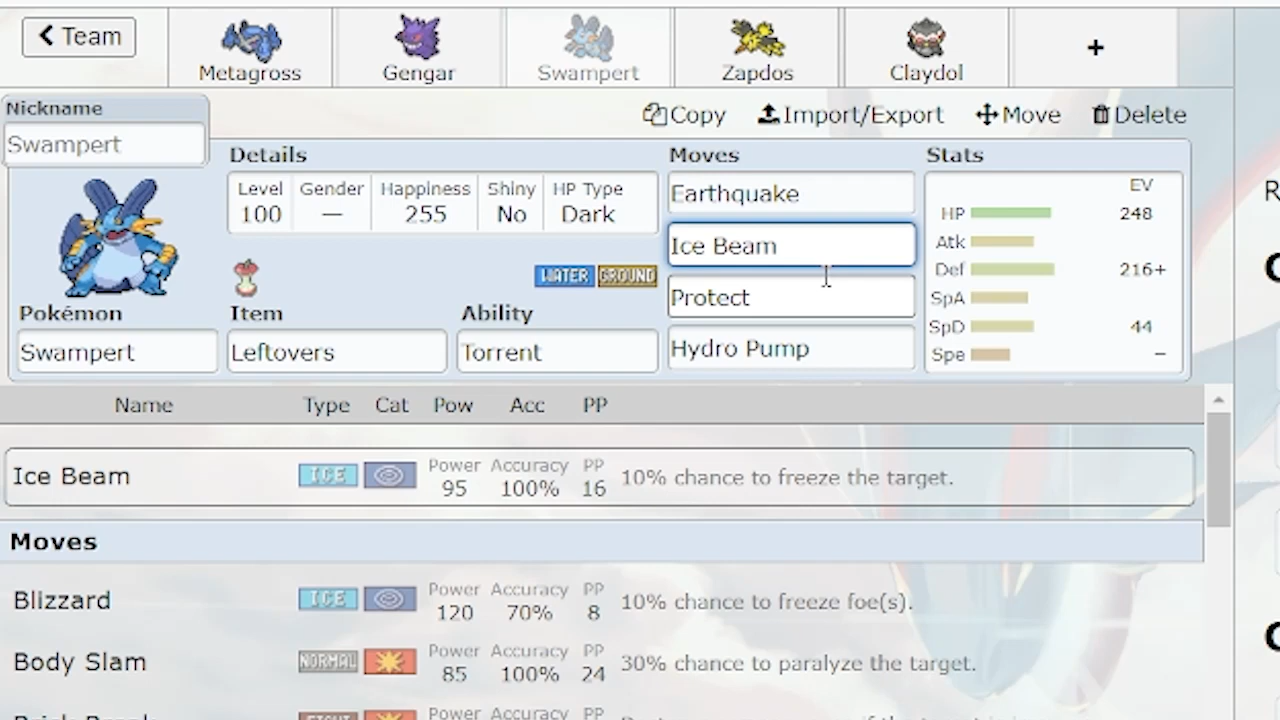 Team
Metagross
Gengar
Swampert
Zapdos
Claydol
+
Nickname
Swampert
Copy
Import/Export
Move
Delete
Details
Level Gender Happiness Shiny HP Type
100 — 255 No Dark
WATER GROUND
Pokémon
Swampert
Item
Leftovers
Ability
Torrent
Moves
Earthquake
Ice Beam
Protect
Hydro Pump
Stats
EV
HP 248
Atk
Def 216+
SpA
SpD 44
Spe –
Name Type Cat Pow Acc PP
Ice Beam ICE Power 95 Accuracy 100% PP 16 10% chance to freeze the target.
Moves
Blizzard ICE Power 120 Accuracy 70% PP 8 10% chance to freeze foe(s).
Body Slam NORMAL Power 85 Accuracy 100% PP 24 30% chance to paralyze the target.
Power Accuracy PP